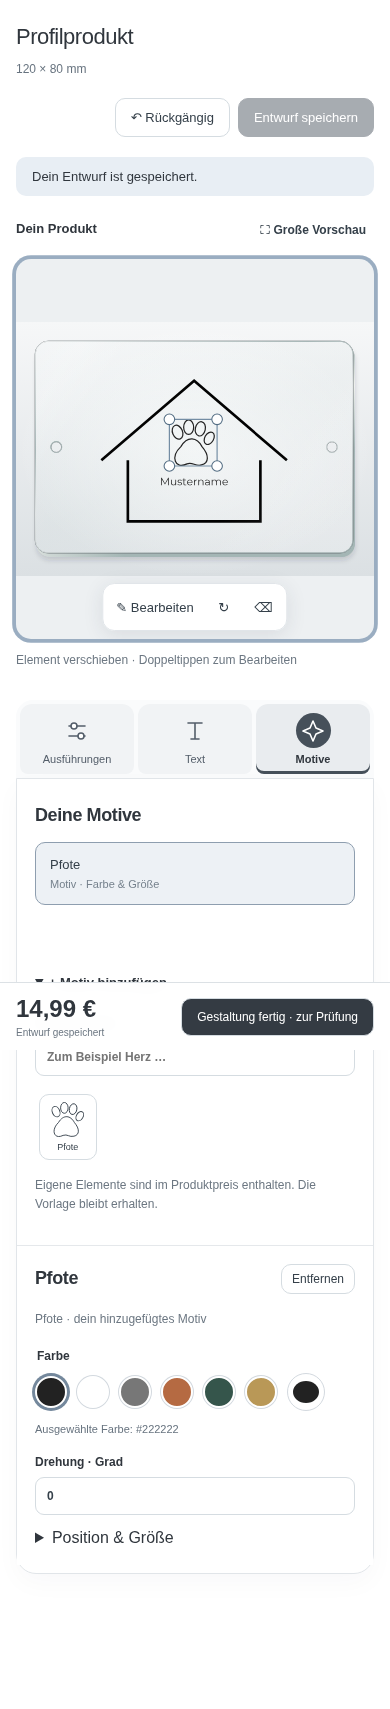 Profilprodukt
120 × 80 mm
↶ Rückgängig
Entwurf speichern
Dein Entwurf ist gespeichert.
Dein Produkt
Große Vorschau
Mustername
✎ Bearbeiten ↻ ⌫
Element verschieben · Doppeltippen zum Bearbeiten
Ausführungen
Text
Motive
Deine Motive
Pfote
Motiv · Farbe & Größe
▼ + Motiv hinzufügen
14,99 €
Entwurf gespeichert
Gestaltung fertig · zur Prüfung
Zum Beispiel Herz …
Pfote
Eigene Elemente sind im Produktpreis enthalten. Die
Vorlage bleibt erhalten.
Pfote
Entfernen
Pfote · dein hinzugefügtes Motiv
Farbe
Ausgewählte Farbe: #222222
Drehung · Grad
0
▶ Position & Größe